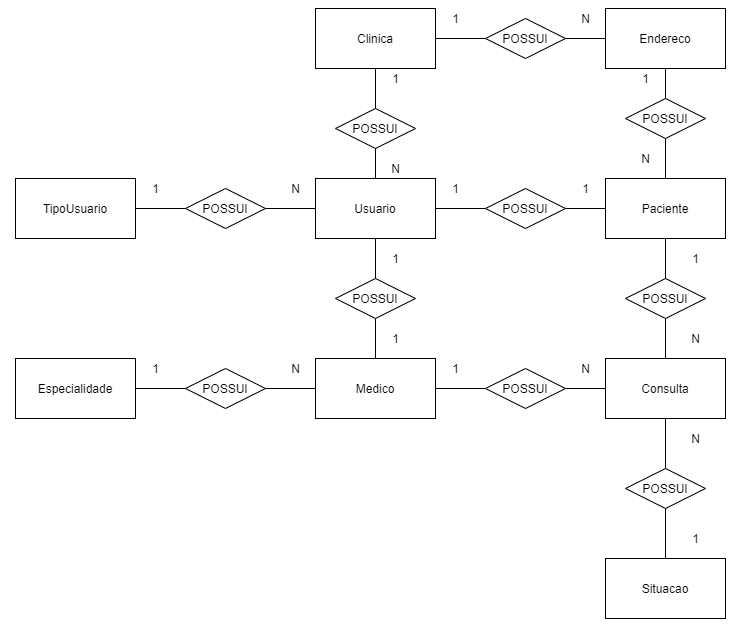 Clinica
1
POSSUI
N
Endereco
1
POSSUI
N
1
POSSUI
N
TipoUsuario
1
POSSUI
N
Usuario
1
POSSUI
1
Paciente
1
POSSUI
1
1
POSSUI
N
Especialidade
1
POSSUI
N
Medico
1
POSSUI
N
Consulta
N
POSSUI
1
Situacao